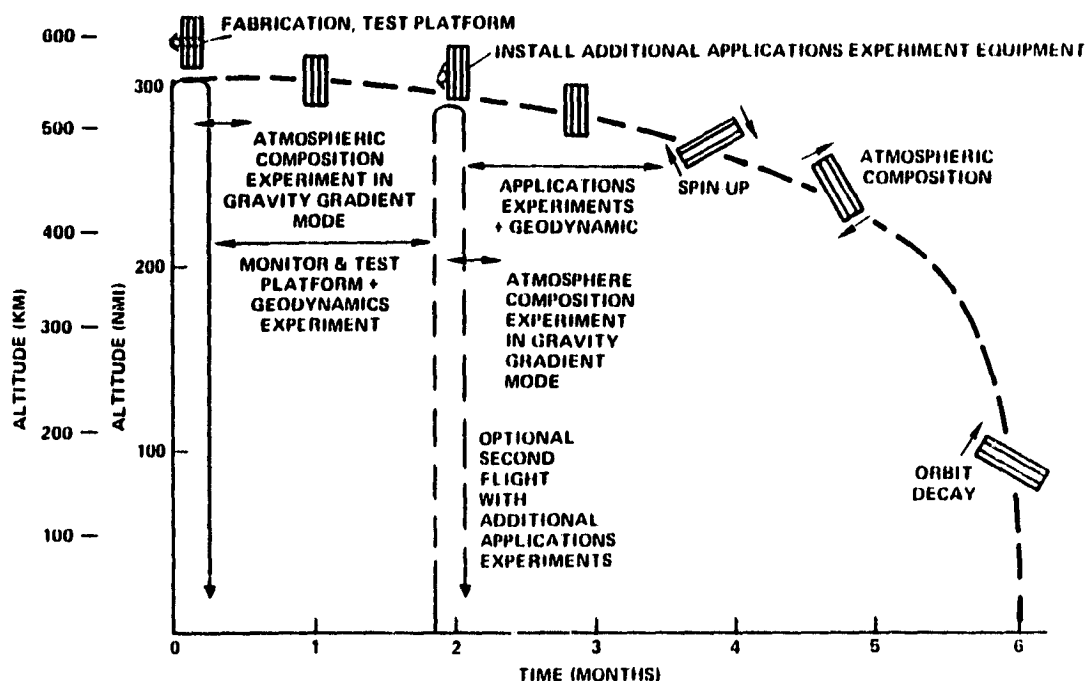 FABRICATION, TEST PLATFORM
INSTALL ADDITIONAL APPLICATIONS EXPERIMENT EQUIPMENT
600
300
500
400
200
300
200
100
100
ALTITUDE (KM)
ALTITUDE (NMI)
ATMOSPHERIC
COMPOSITION
EXPERIMENT IN
GRAVITY GRADIENT
MODE
MONITOR & TEST
PLATFORM +
GEODYNAMICS
EXPERIMENT
APPLICATIONS
EXPERIMENTS
+ GEODYNAMIC
ATMOSPHERE
COMPOSITION
EXPERIMENT
IN GRAVITY
GRADIENT
MODE
OPTIONAL
SECOND
FLIGHT
WITH
ADDITIONAL
APPLICATIONS
EXPERIMENTS
SPIN-UP
ATMOSPHERIC
COMPOSITION
ORBIT
DECAY
0 1 2 3 4 5 6
TIME (MONTHS)